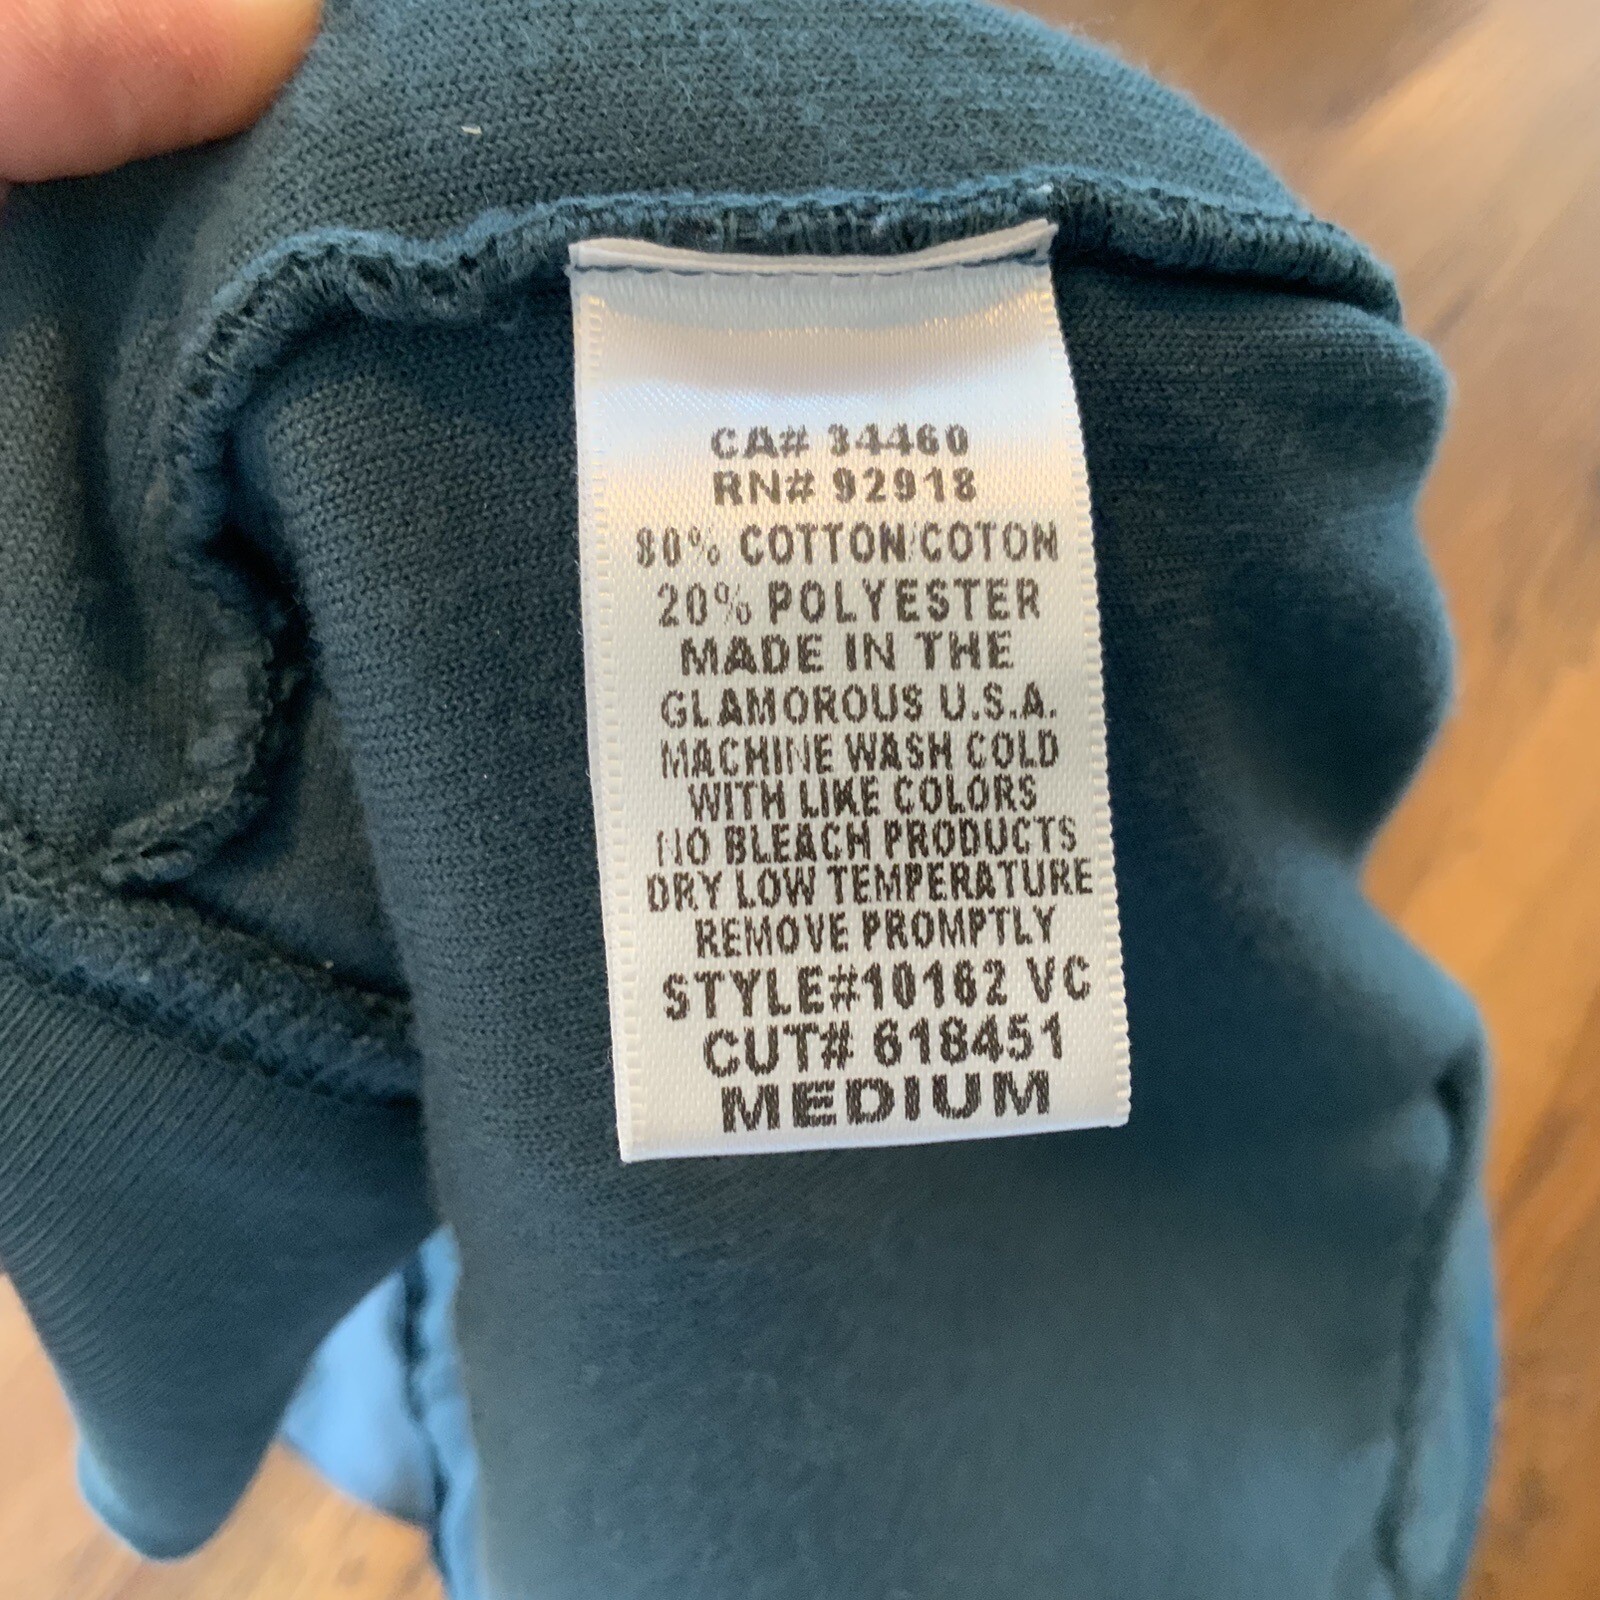 CA# 34460
RN# 92918
80% COTTON/COTON
20% POLYESTER
MADE IN THE
GLAMOROUS U.S.A.
MACHINE WASH COLD
WITH LIKE COLORS
NO BLEACH PRODUCTS
DRY LOW TEMPERATURE
REMOVE PROMPTLY
STYLE#10162 VC
CUT# 618451
MEDIUM